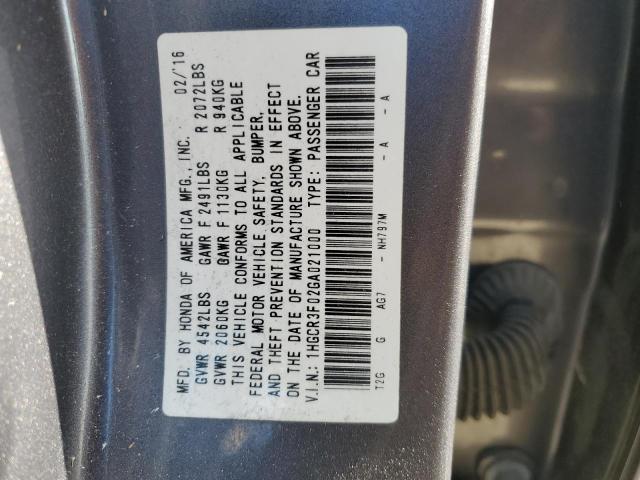 MFD. BY HONDA OF AMERICA MFG., INC. 02/'16
GVWR 4542LBS GAWR F 2491LBS R 2072LBS
GVWR 2060KG GAWR F 1130KG R 940KG
THIS VEHICLE CONFORMS TO ALL APPLICABLE
FEDERAL MOTOR VEHICLE SAFETY, BUMPER,
AND THEFT PREVENTION STANDARDS IN EFFECT
ON THE DATE OF MANUFACTURE SHOWN ABOVE.
V.I.N.: 1HGCR3F02GA021000 TYPE: PASSENGER CAR
T2G G AG7 - NH797M - A - A